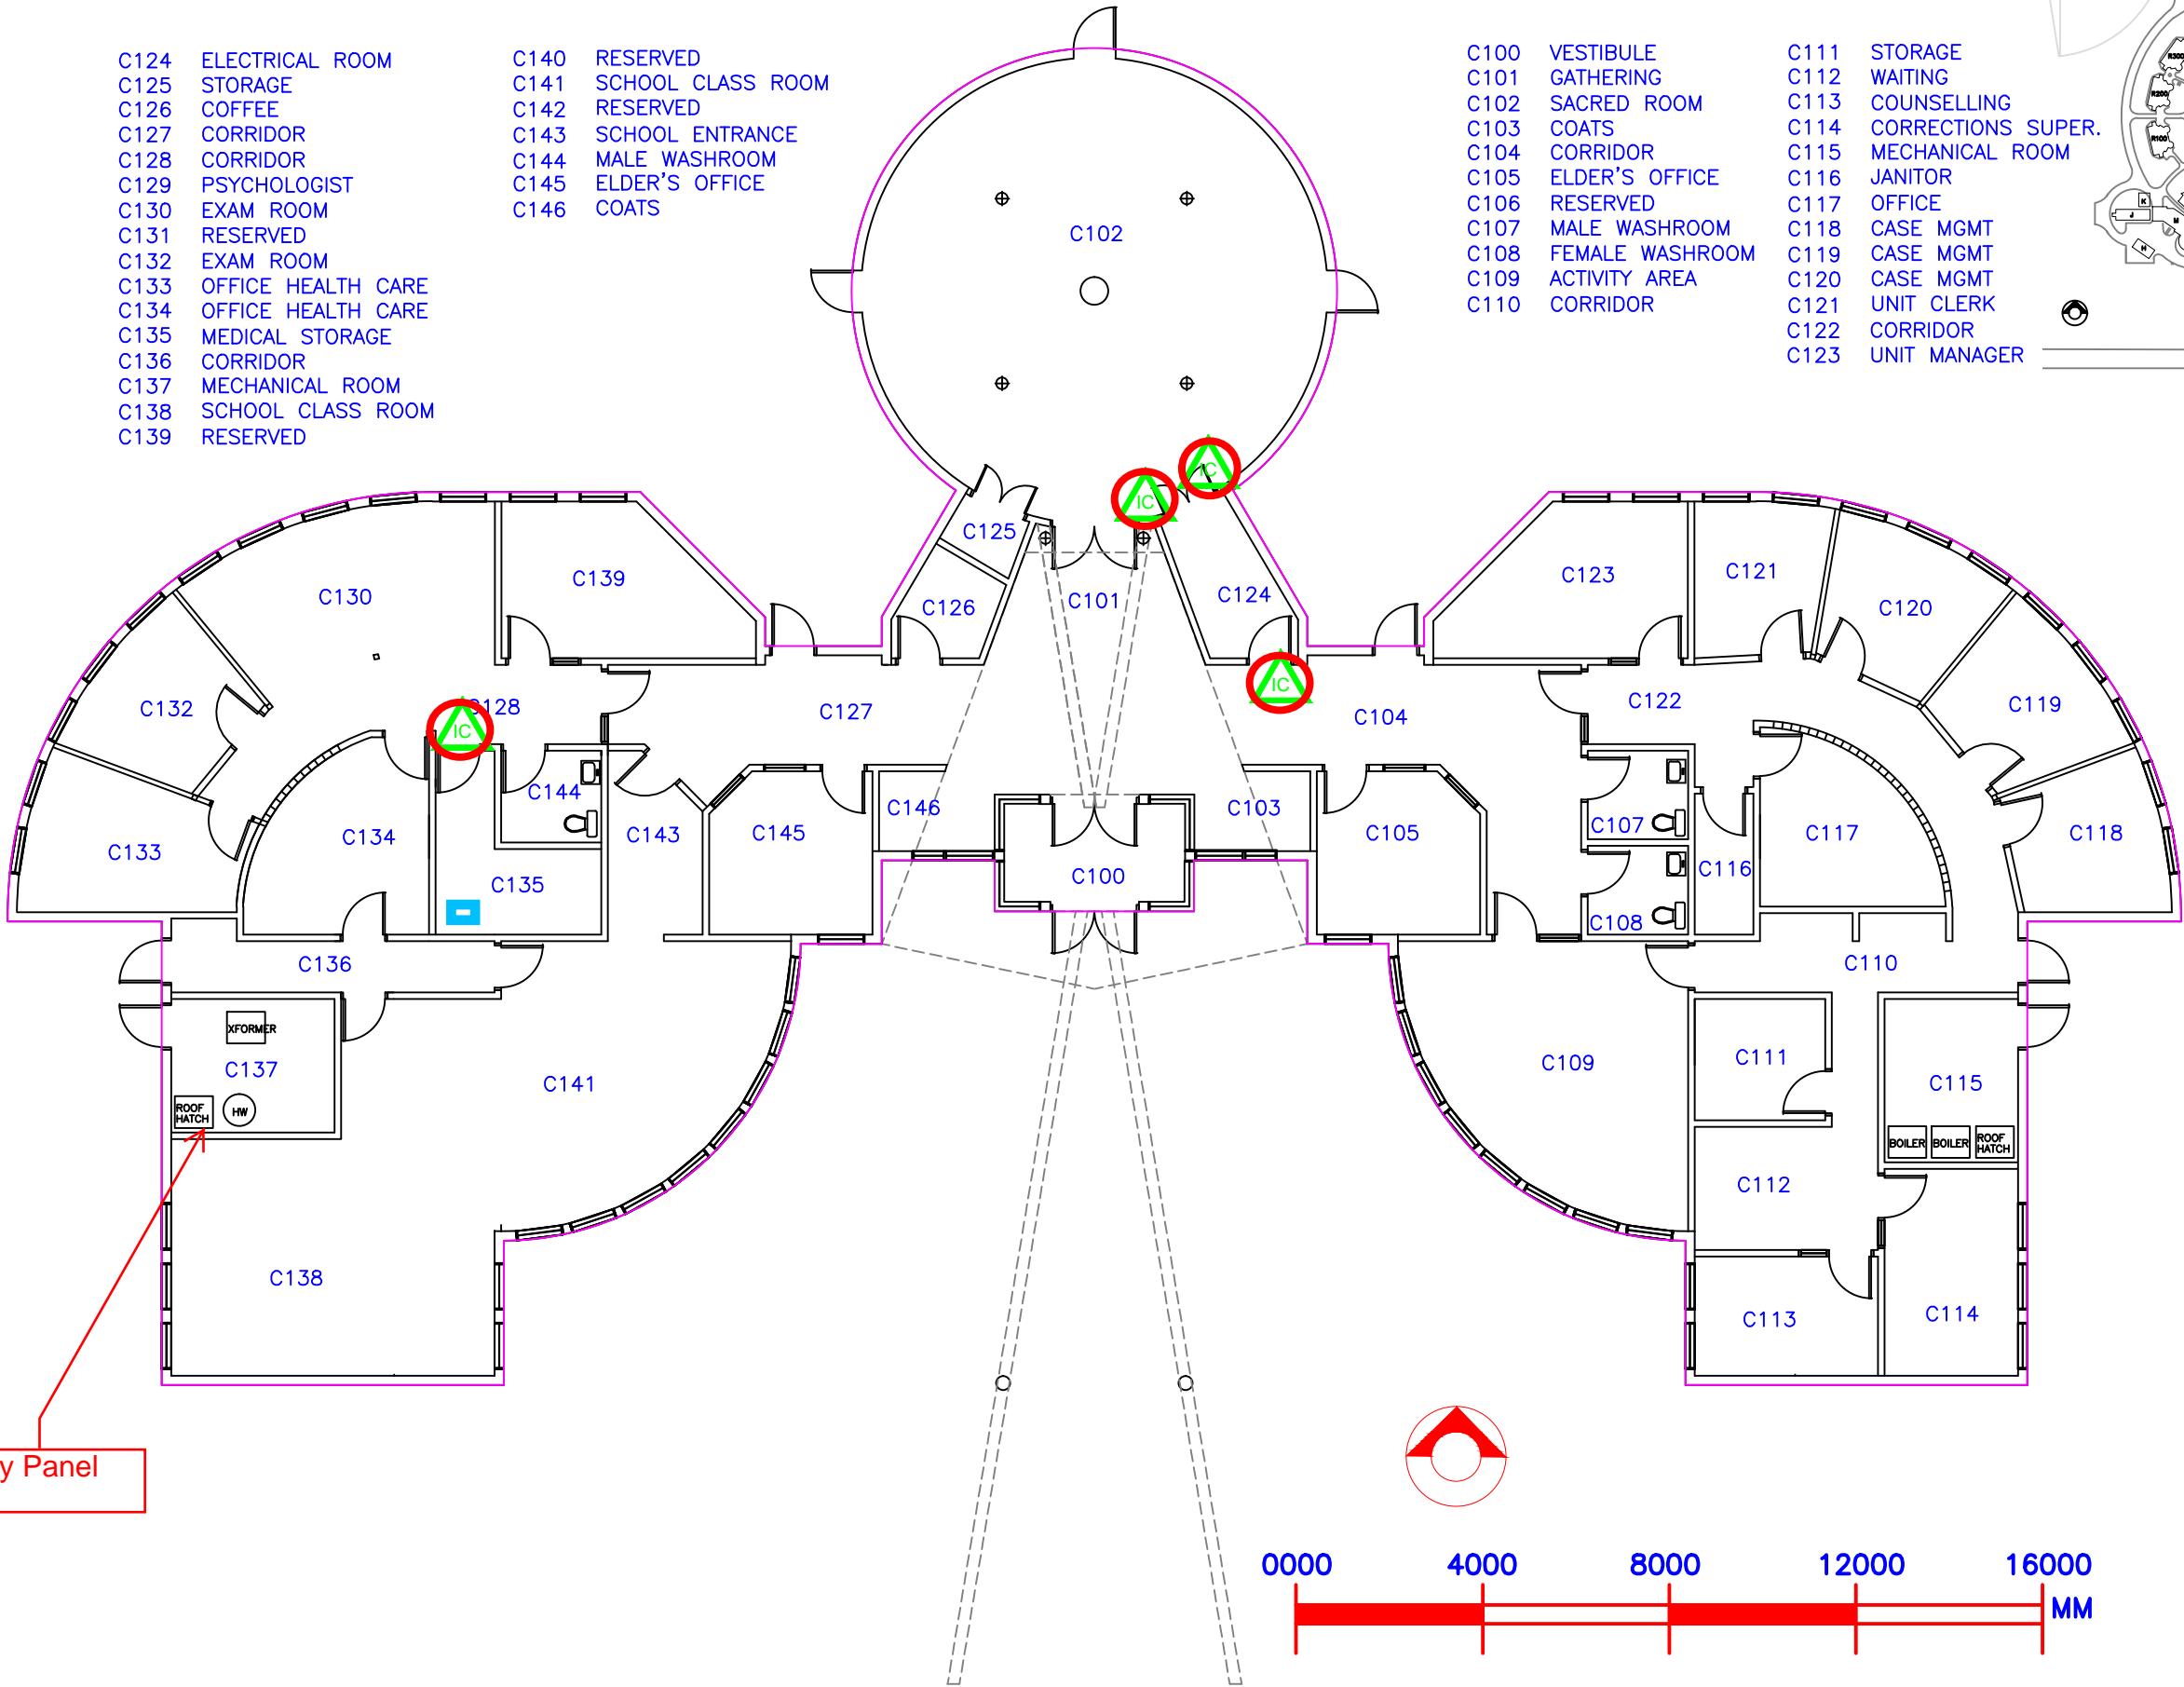 C124 ELECTRICAL ROOM
C125 STORAGE
C126 COFFEE
C127 CORRIDOR
C128 CORRIDOR
C129 PSYCHOLOGIST
C130 EXAM ROOM
C131 RESERVED
C132 EXAM ROOM
C133 OFFICE HEALTH CARE
C134 OFFICE HEALTH CARE
C135 MEDICAL STORAGE
C136 CORRIDOR
C137 MECHANICAL ROOM
C138 SCHOOL CLASS ROOM
C139 RESERVED
C140 RESERVED
C141 SCHOOL CLASS ROOM
C142 RESERVED
C143 SCHOOL ENTRANCE
C144 MALE WASHROOM
C145 ELDER'S OFFICE
C146 COATS
C100 VESTIBULE
C101 GATHERING
C102 SACRED ROOM
C103 COATS
C104 CORRIDOR
C105 ELDER'S OFFICE
C106 RESERVED
C107 MALE WASHROOM
C108 FEMALE WASHROOM
C109 ACTIVITY AREA
C110 CORRIDOR
C111 STORAGE
C112 WAITING
C113 COUNSELLING
C114 CORRECTIONS SUPER.
C115 MECHANICAL ROOM
C116 JANITOR
C117 OFFICE
C118 CASE MGMT
C119 CASE MGMT
C120 CASE MGMT
C121 UNIT CLERK
C122 CORRIDOR
C123 UNIT MANAGER
R300
R200
R100
K
J
M
H
C102
IC
IC
C125
C139
C130
C126
C101
C124
C123
C121
C120
IC
C132
C128
IC
C127
C104
C122
C119
C144
C146
C103
C143
C145
C105
C107
C117
C118
C134
C133
C135
C100
C116
C108
C136
C110
XFORMER
C137
C141
C109
C111
C115
ROOF
HATCH
HW
BOILER
BOILER
ROOF
HATCH
C112
C138
C113
C114
y Panel
0000 4000 8000 12000 16000
MM